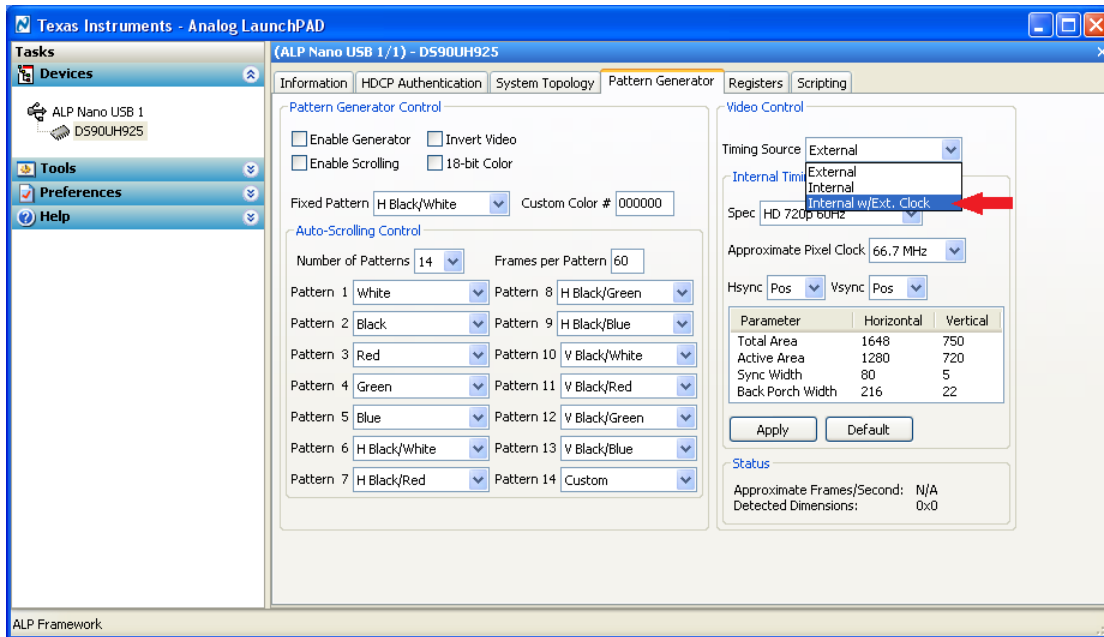 Texas Instruments - Analog LaunchPAD
Tasks
Devices
ALP Nano USB 1
DS90UH925
Tools
Preferences
Help
(ALP Nano USB 1/1) - DS90UH925
Information HDCP Authentication System Topology Pattern Generator Registers Scripting
Pattern Generator Control
Enable Generator Invert Video
Enable Scrolling 18-bit Color
Fixed Pattern H Black/White Custom Color # 000000
Auto-Scrolling Control
Number of Patterns 14 Frames per Pattern 60
Pattern 1 White Pattern 8 H Black/Green
Pattern 2 Black Pattern 9 H Black/Blue
Pattern 3 Red Pattern 10 V Black/White
Pattern 4 Green Pattern 11 V Black/Red
Pattern 5 Blue Pattern 12 V Black/Green
Pattern 6 H Black/White Pattern 13 V Black/Blue
Pattern 7 H Black/Red Pattern 14 Custom
Video Control
Timing Source External
External
Internal
Internal w/Ext. Clock
Internal
Spec HD 720p 60Hz
Approximate Pixel Clock 66.7 MHz
Hsync Pos Vsync Pos
Parameter Horizontal Vertical
Total Area 1648 750
Active Area 1280 720
Sync Width 80 5
Back Porch Width 216 22
Apply Default
Status
Approximate Frames/Second: N/A
Detected Dimensions: 0x0
ALP Framework